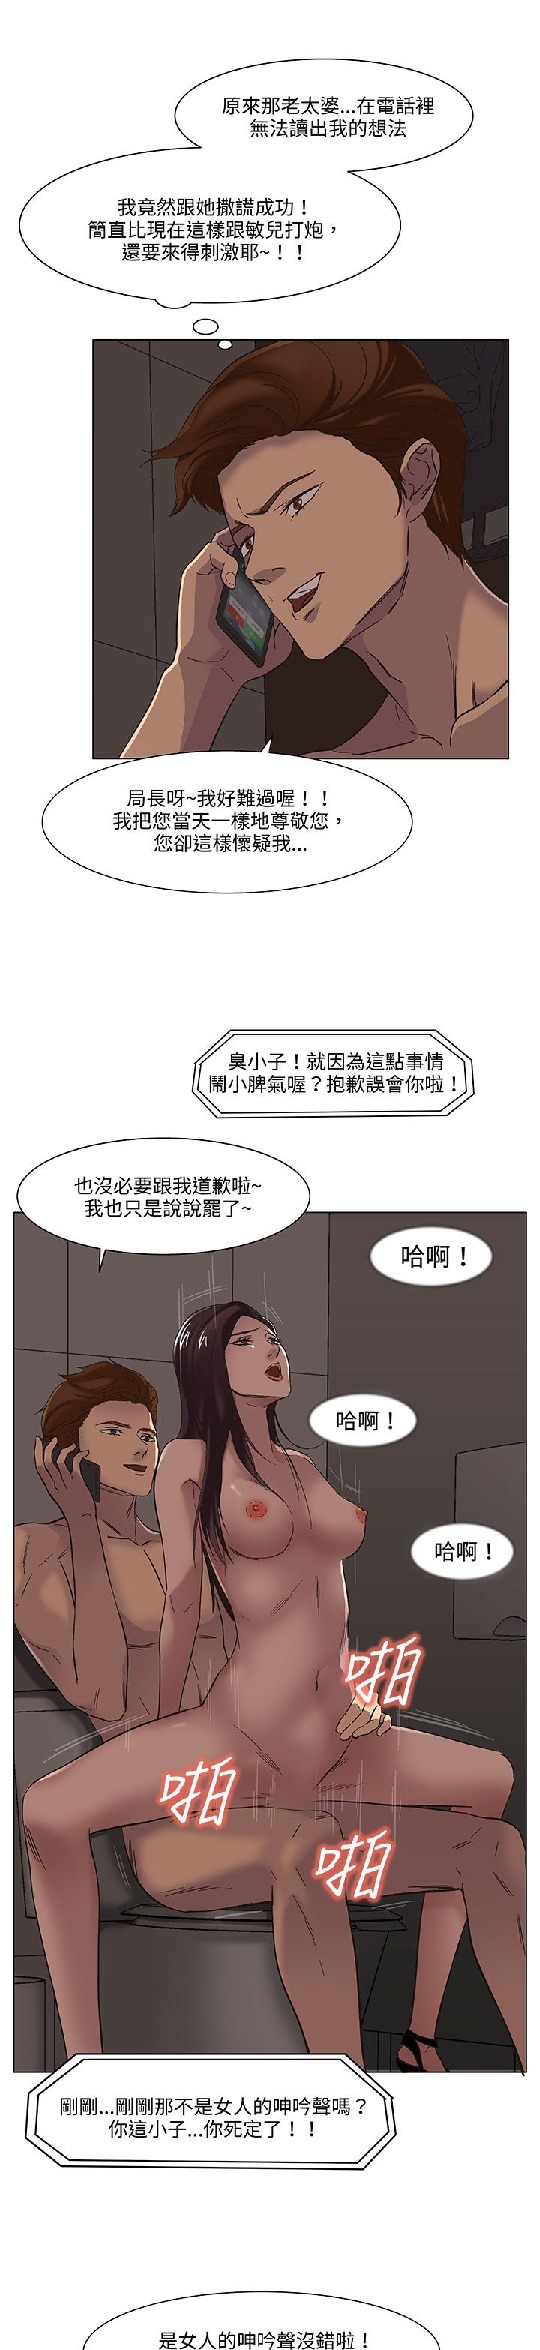 原來那老太婆...在電話裡
無法讀出我的想法
我竟然跟她撒謊成功！
簡直比現在這樣跟敏兒打炮，
還要來得刺激耶~！！
局長呀~我好難過喔！！
我把您當天一樣地尊敬您，
您卻這樣懷疑我...
臭小子！就因為這點事情
鬧小脾氣喔？抱歉誤會你啦！
也沒必要跟我道歉啦~
我也只是說說罷了~
哈啊！
哈啊！
哈啊！
啪
啪
啪
剛剛...剛剛那不是女人的呻吟聲嗎？
你這小子...你死定了！！
是女人的呻吟聲沒錯啦！